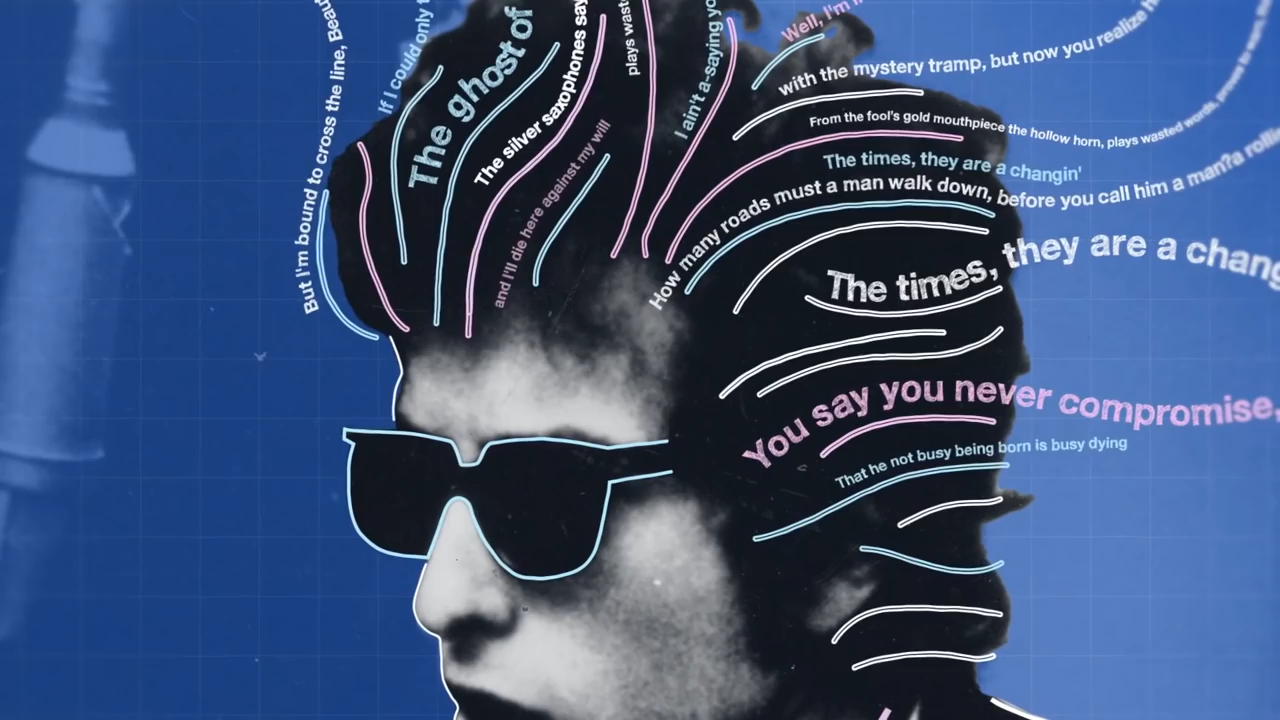 But I'm bound to cross the line, Beau
If I could only
The ghost of
The silver saxophones say
and I'll die here against my will
plays wast
I ain't a-saying yo
Well, I'm
with the mystery tramp, but now you realize
From the fool's gold mouthpiece the hollow horn, plays wasted words,
The times, they are a changin'
How many roads must a man walk down, before you call him a man?a rolli
The times, they are a chang
You say you never compromise.
That he not busy being born is busy dying